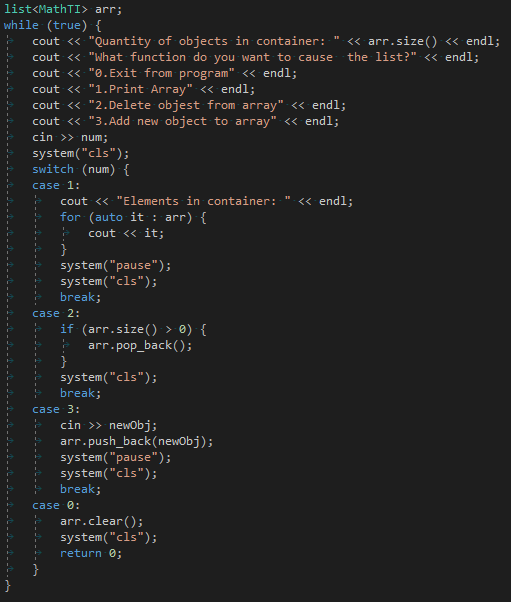 list<MathTI> arr;
while (true) {
    cout << "Quantity of objects in container: " << arr.size() << endl;
    cout << "What function do you want to cause  the list?" << endl;
    cout << "0.Exit from program" << endl;
    cout << "1.Print Array" << endl;
    cout << "2.Delete objest from array" << endl;
    cout << "3.Add new object to array" << endl;
    cin >> num;
    system("cls");
    switch (num) {
    case 1:
        cout << "Elements in container: " << endl;
        for (auto it : arr) {
            cout << it;
        }
        system("pause");
        system("cls");
        break;
    case 2:
        if (arr.size() > 0) {
            arr.pop_back();
        }
        system("cls");
        break;
    case 3:
        cin >> newObj;
        arr.push_back(newObj);
        system("pause");
        system("cls");
        break;
    case 0:
        arr.clear();
        system("cls");
        return 0;
    }
}